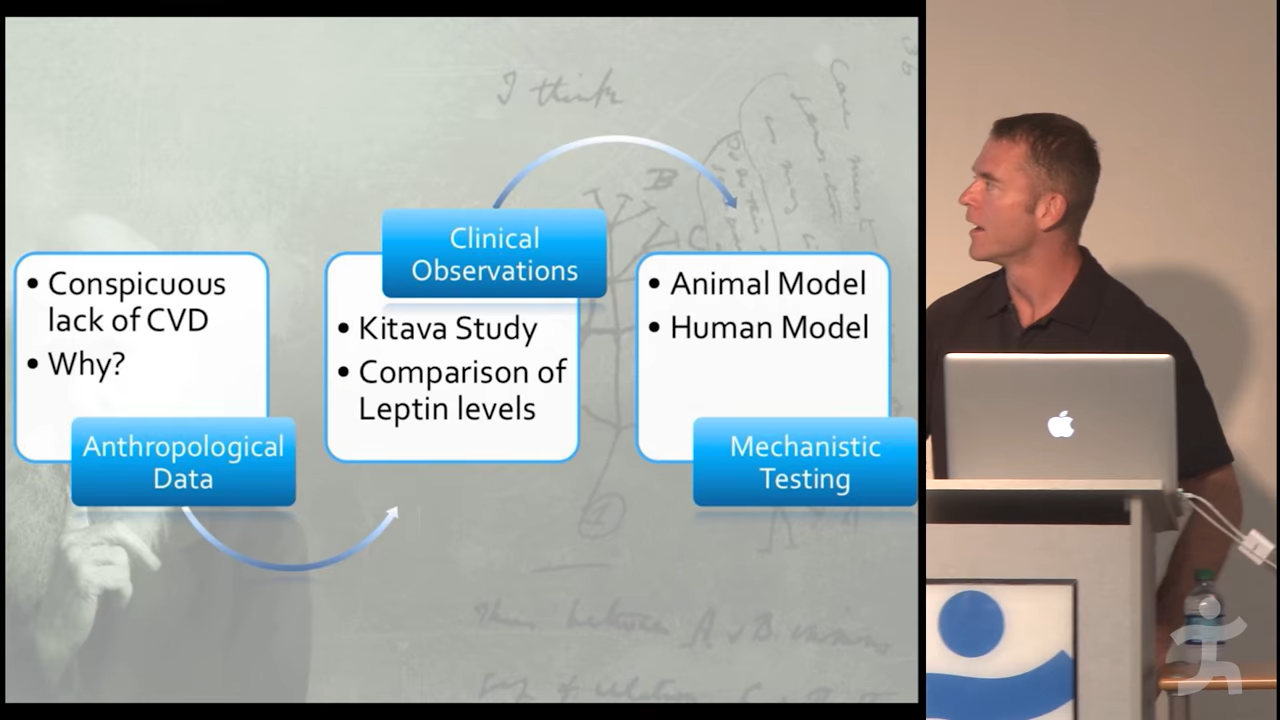 I think
B
C
• Conspicuous
lack of CVD
• Why?
Anthropological
Data
Clinical
Observations
• Kitava Study
• Comparison of
Leptin levels
• Animal Model
• Human Model
Mechanistic
Testing
between A & B